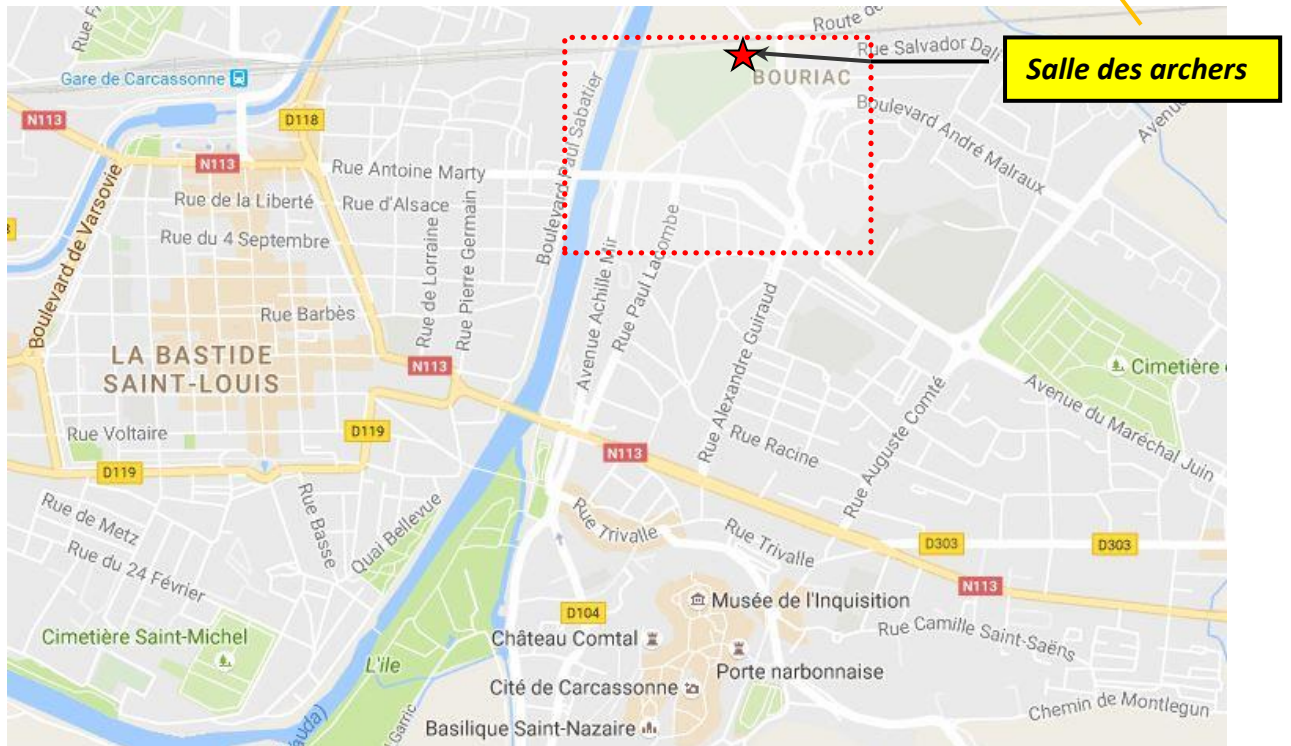 Route de
Rue Salvador Dali
Salle des archers
BOURIAC
Gare de Carcassonne
Boulevard Paul Sabatier
N113
D118
Boulevard André Malraux
Avenue
N113
Rue Antoine Marty
Rue de la Liberté
Rue d'Alsace
Rue du 4 Septembre
Boulevard de Varsovie
Rue de Lorraine
Rue Pierre Germain
Avenue Achille Mir
Rue Paul Lacombe
Rue Alexandre Guiraud
Rue Barbès
LA BASTIDE
SAINT-LOUIS
N113
Cimetière
Avenue du Maréchal Juin
Rue Auguste Comté
Rue Racine
Rue Voltaire
D119
D119
N113
Rue de Metz
Rue Basse
Quai Bellevue
Rue Trivalle
Rue Trivalle
D303
D303
Rue du 24 Février
N113
Musée de l'Inquisition
D104
Rue Camille Saint-Saëns
Cimetière Saint-Michel
Château Comtal
L'ile
Porte narbonnaise
Cité de Carcassonne
Chemin de Montlegun
Basilique Saint-Nazaire
Garric